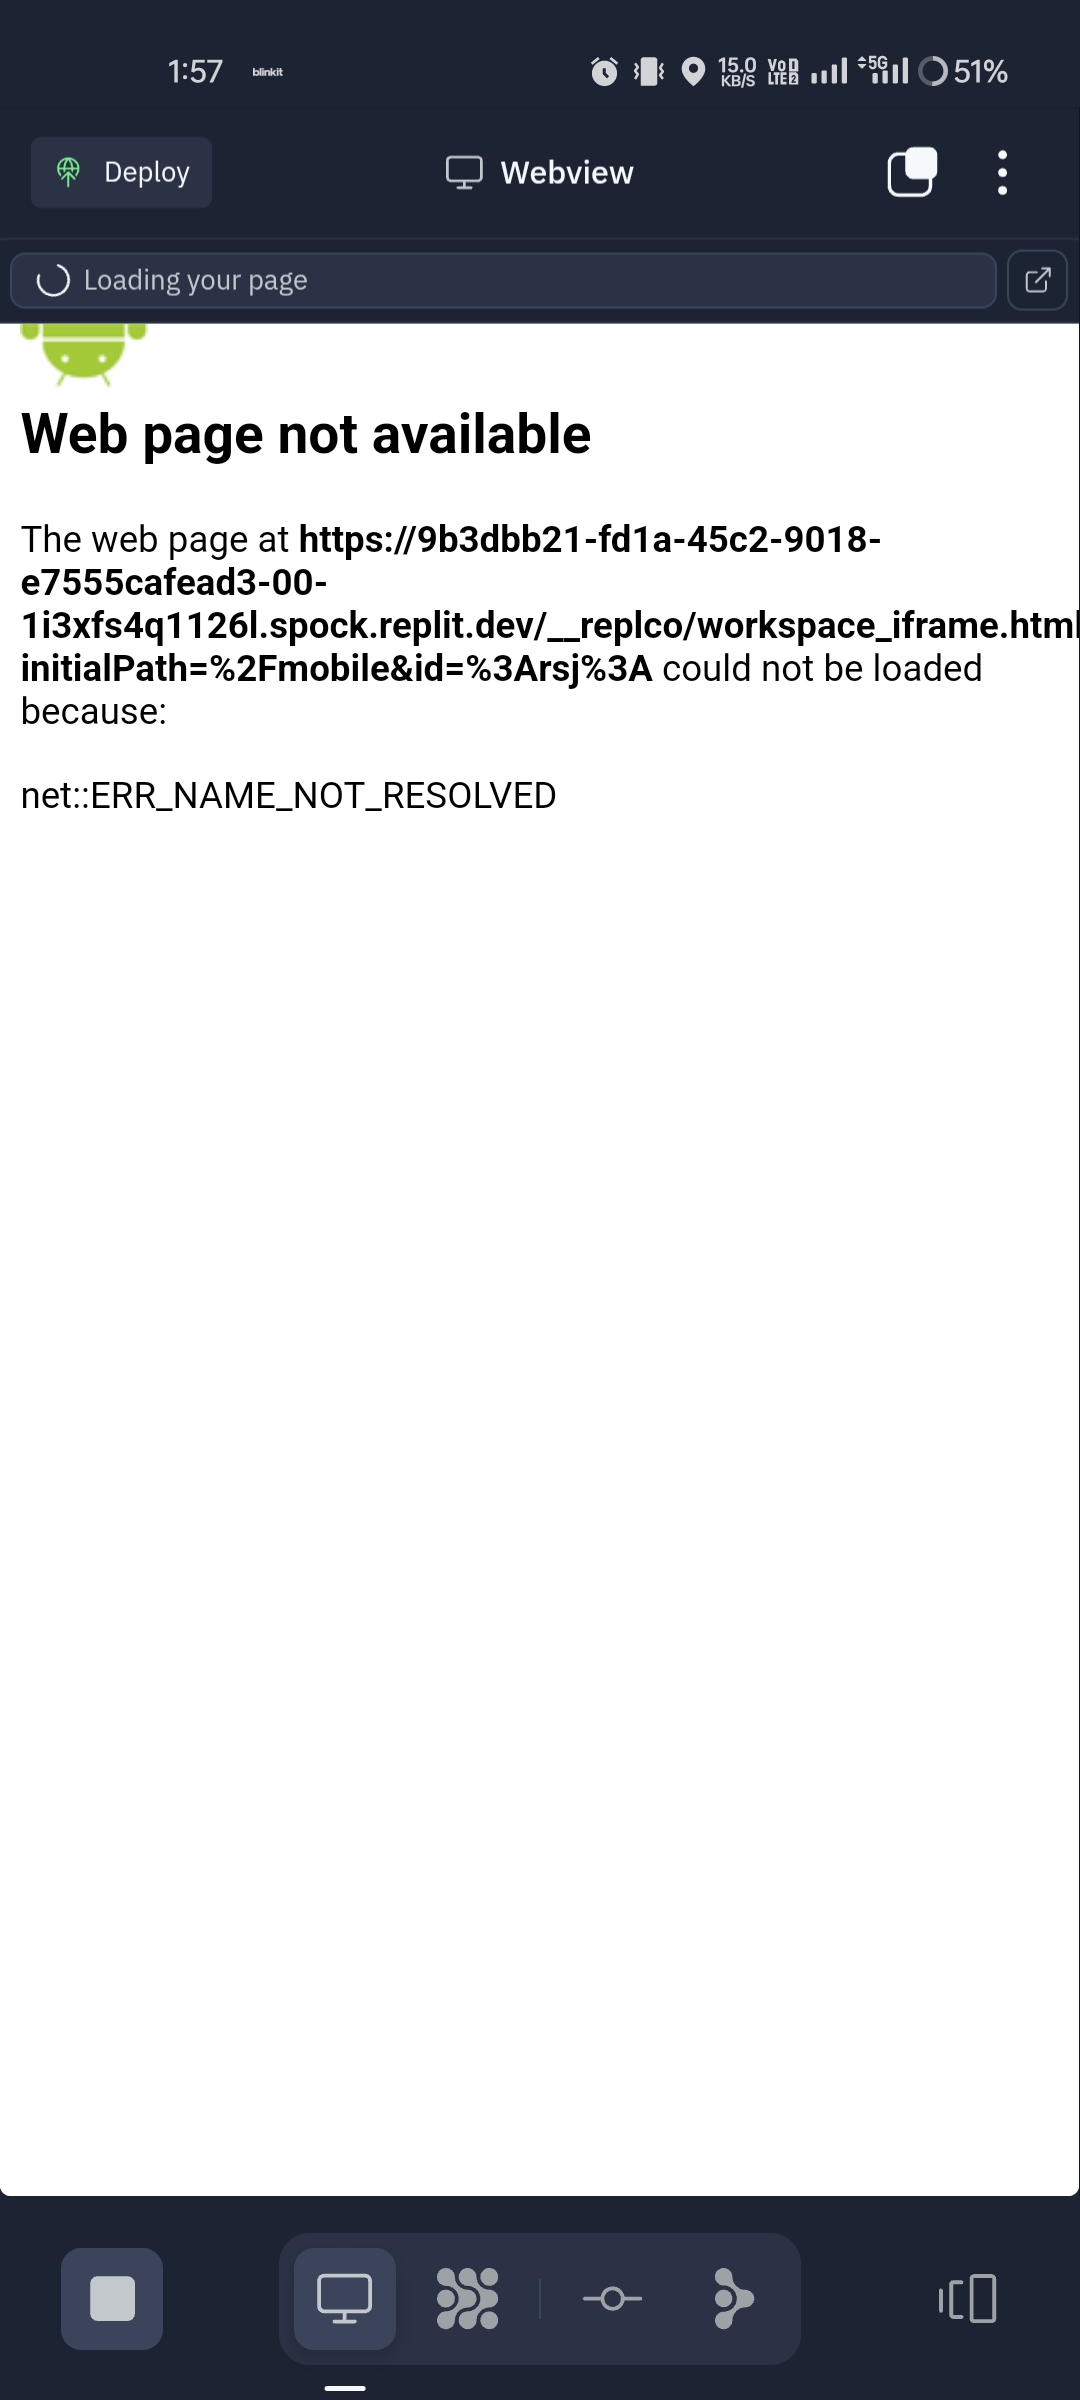 1:57 blinkit 15.0 KB/S VoD LTE2 5G 51%
Deploy
Webview
Loading your page
Web page not available
The web page at https://9b3dbb21-fd1a-45c2-9018-
e7555cafead3-00-
1i3xfs4q1126l.spock.replit.dev/__replco/workspace_iframe.html
initialPath=%2Fmobile&id=%3Arsj%3A could not be loaded
because:
net::ERR_NAME_NOT_RESOLVED